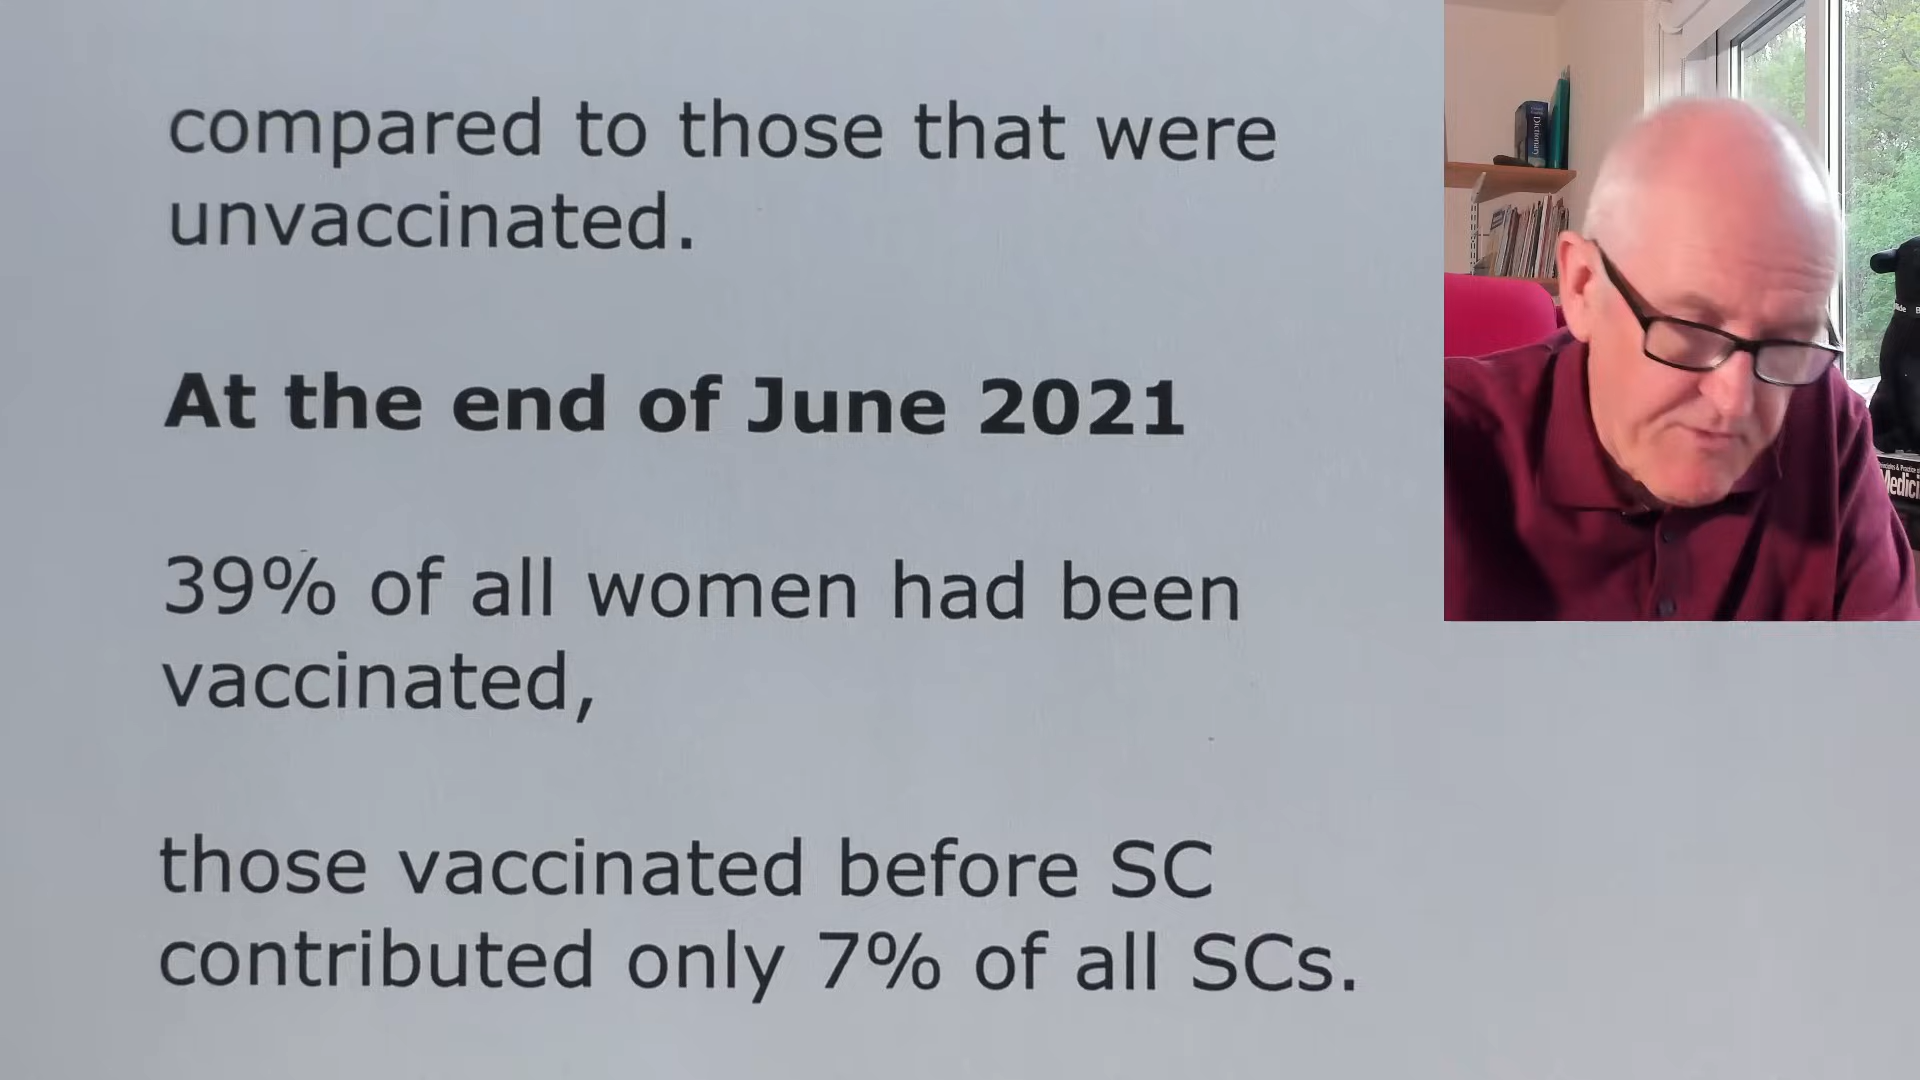 compared to those that were
unvaccinated.
At the end of June 2021
39% of all women had been
vaccinated,
those vaccinated before SC
contributed only 7% of all SCs.
Dictionary